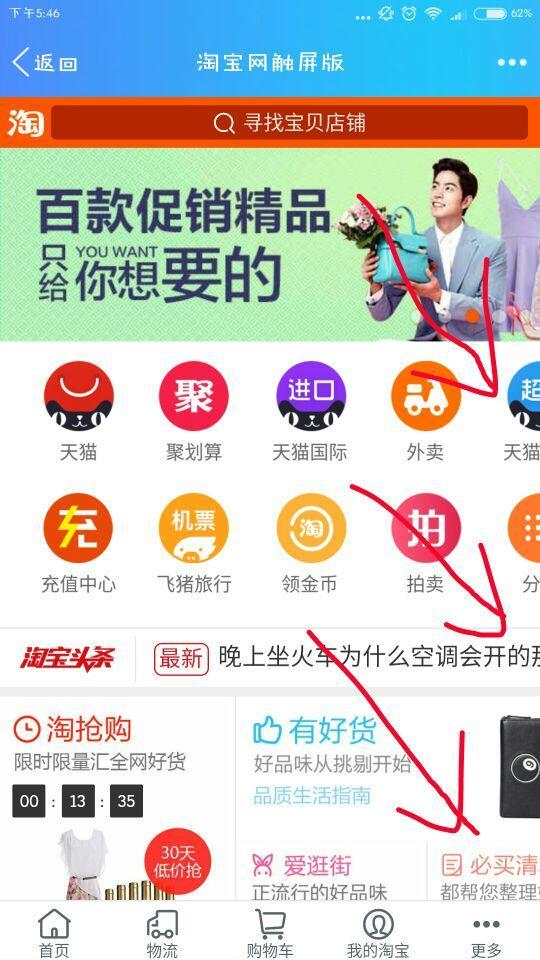 下午5:46
62%
返回
淘宝网触屏版
淘
寻找宝贝店铺
百款促销精品
只给
YOU WANT
你想要的
聚
进口
超
天猫
聚划算
天猫国际
外卖
天猫
充
机票
淘
拍
充值中心
飞猪旅行
领金币
拍卖
分
淘宝头条
最新
晚上坐火车为什么空调会开的那
淘抢购
限时限量汇全网好货
00 : 13 : 35
30天
低价抢
有好货
好品味从挑剔开始
品质生活指南
爱逛街
正流行的好品味
必买清单
都帮您整理好
首页
物流
购物车
我的淘宝
更多